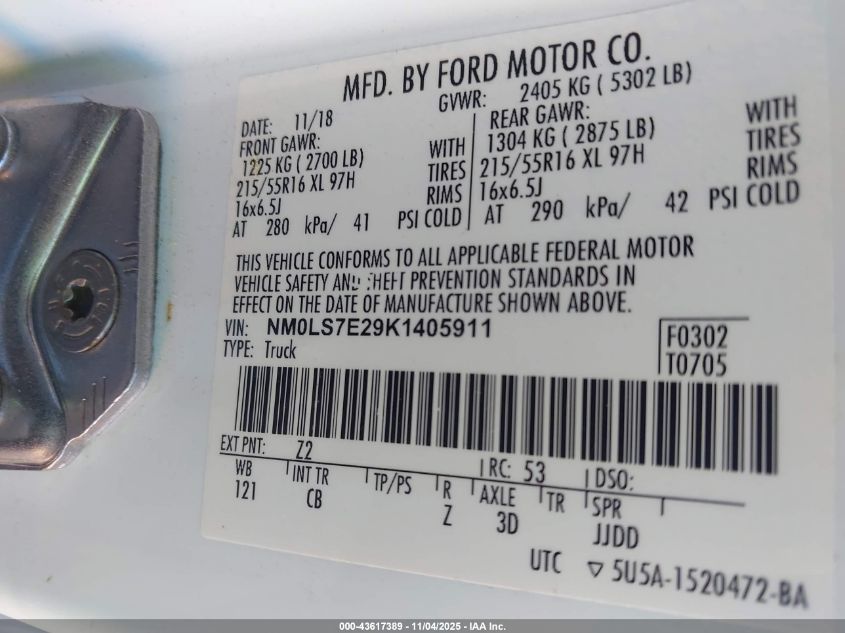 MFD. BY FORD MOTOR CO.
DATE: 11/18 GVWR: 2405 KG ( 5302 LB)
FRONT GAWR: REAR GAWR:
1225 KG ( 2700 LB) WITH 1304 KG ( 2875 LB) WITH
215/55R16 XL 97H TIRES 215/55R16 XL 97H TIRES
16x6.5J RIMS 16x6.5J RIMS
AT 280 kPa/ 41 PSI COLD AT 290 kPa/ 42 PSI COLD
THIS VEHICLE CONFORMS TO ALL APPLICABLE FEDERAL MOTOR
VEHICLE SAFETY AND THEFT PREVENTION STANDARDS IN
EFFECT ON THE DATE OF MANUFACTURE SHOWN ABOVE.
VIN: NM0LS7E29K1405911
TYPE: Truck
F0302
T0705
EXT PNT: Z2 RC: 53 DSO:
WB INT TR TP/PS R AXLE TR SPR
121 CB Z 3D JJDD
UTC ▽ 5U5A-1520472-BA
000-43617389 - 11/04/2025 - IAA Inc.